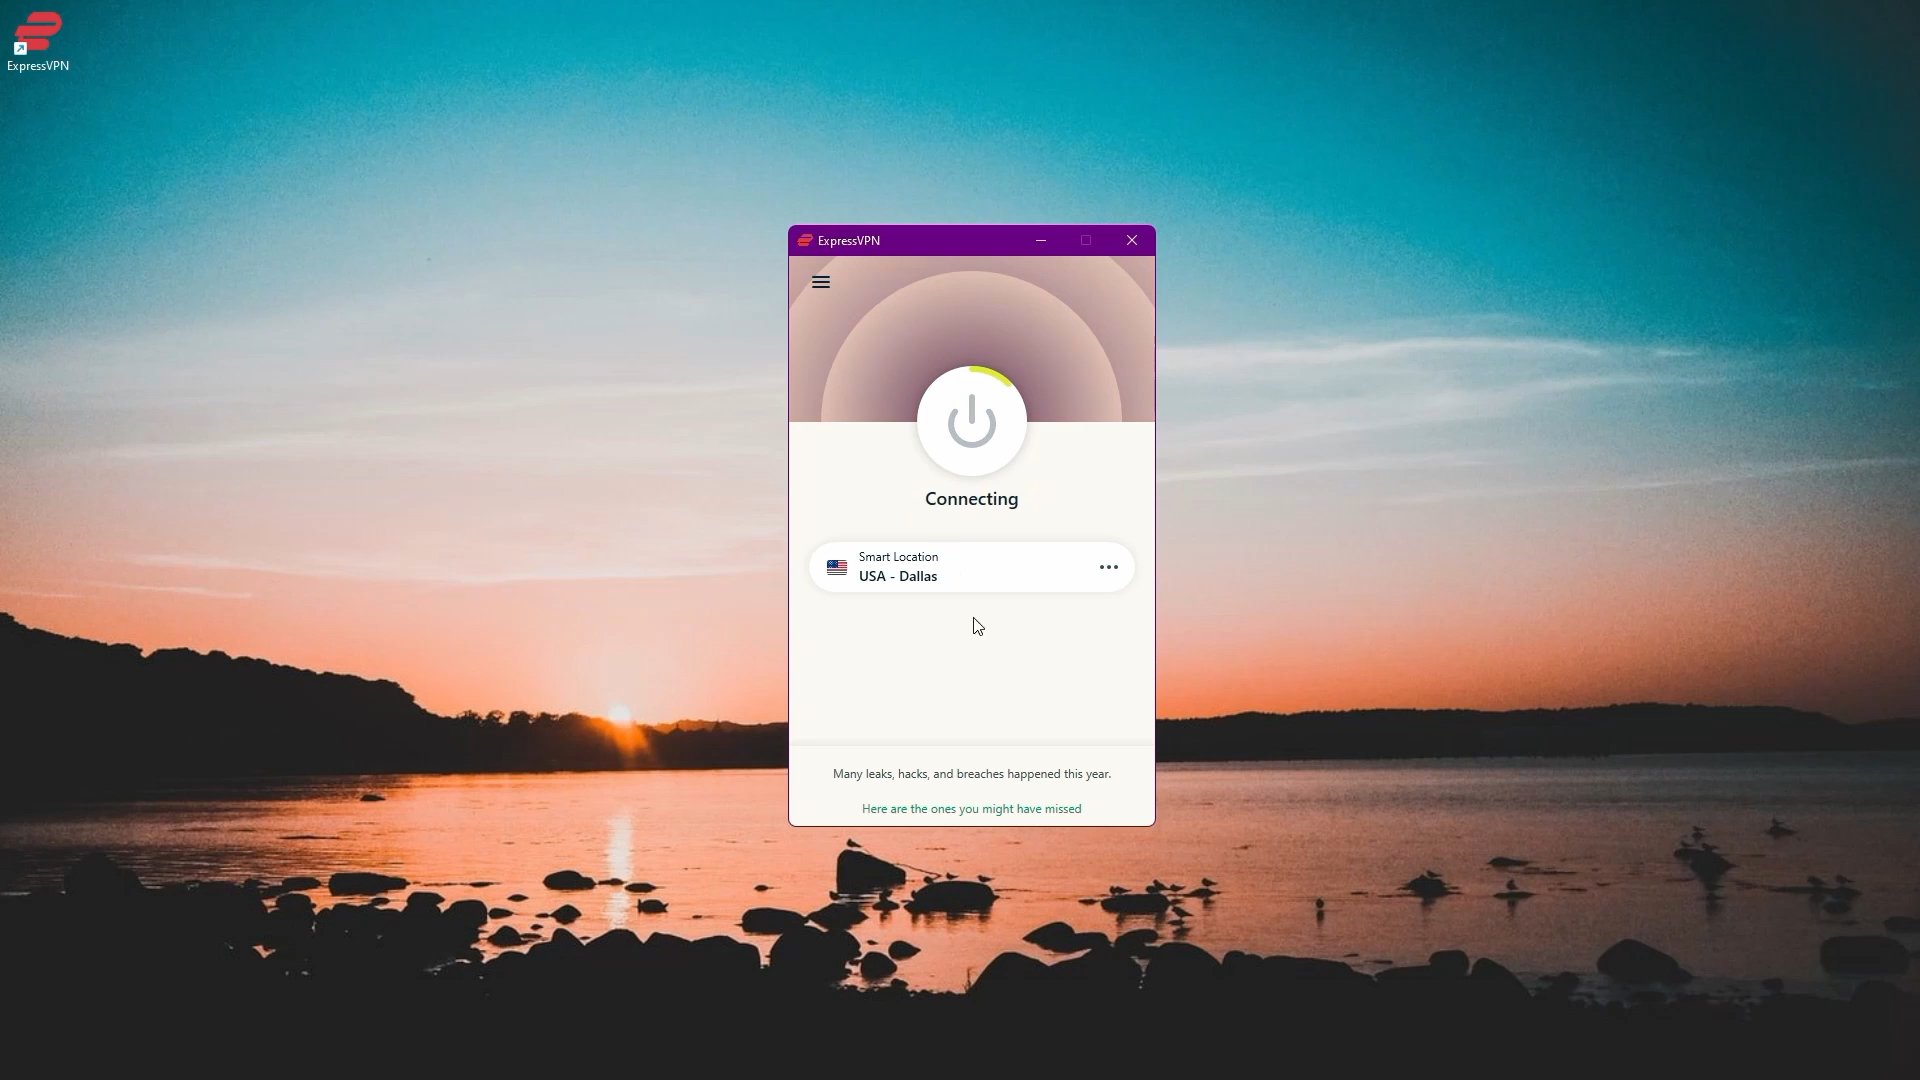 ExpressVPN
ExpressVPN
Connecting
Smart Location
USA - Dallas
Many leaks, hacks, and breaches happened this year.
Here are the ones you might have missed